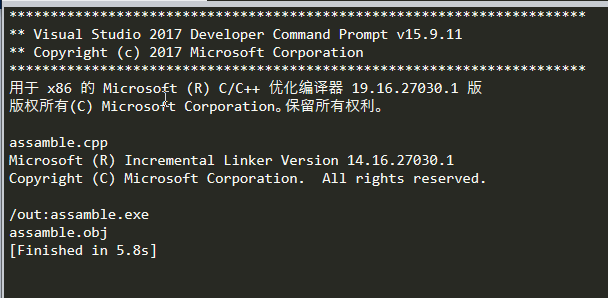 **********************************************************************
** Visual Studio 2017 Developer Command Prompt v15.9.11
** Copyright (c) 2017 Microsoft Corporation
**********************************************************************
用于 x86 的 Microsoft (R) C/C++ 优化编译器 19.16.27030.1 版
版权所有(C) Microsoft Corporation。保留所有权利。
assamble.cpp
Microsoft (R) Incremental Linker Version 14.16.27030.1
Copyright (C) Microsoft Corporation.  All rights reserved.
/out:assamble.exe
assamble.obj
[Finished in 5.8s]